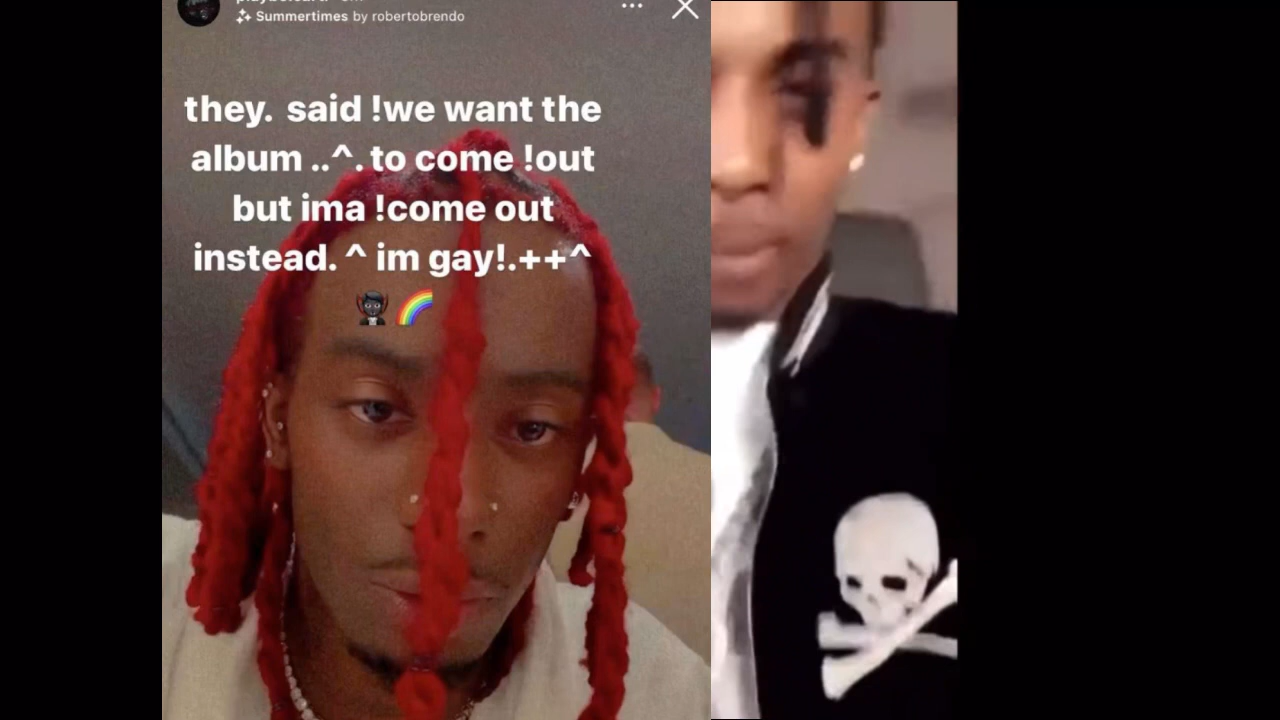 Summertimes by robertobrendo
they. said !we want the
album ..^. to come !out
but ima !come out
instead. ^ im gay!.++^
🧛🏿🌈